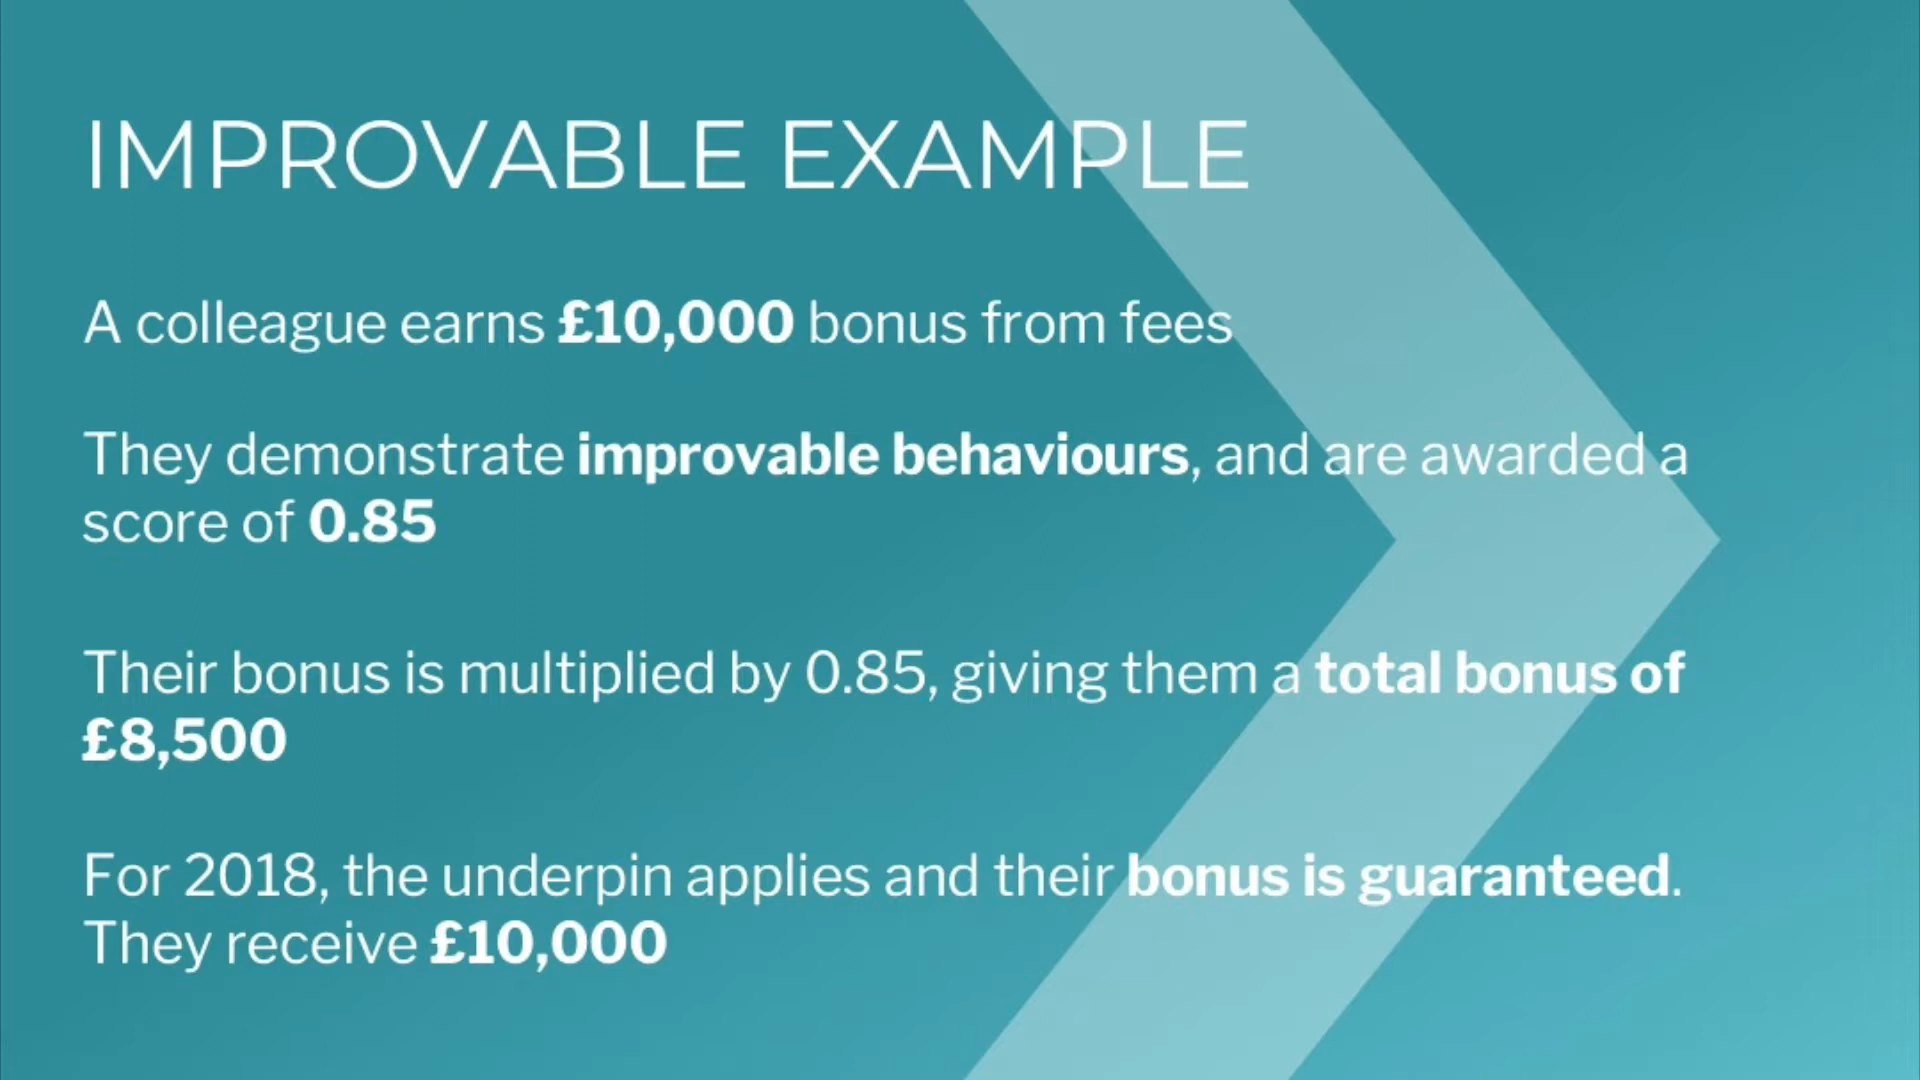 IMPROVABLE EXAMPLE
A colleague earns £10,000 bonus from fees
They demonstrate improvable behaviours, and are awarded a
score of 0.85
Their bonus is multiplied by 0.85, giving them a total bonus of
£8,500
For 2018, the underpin applies and their bonus is guaranteed.
They receive £10,000